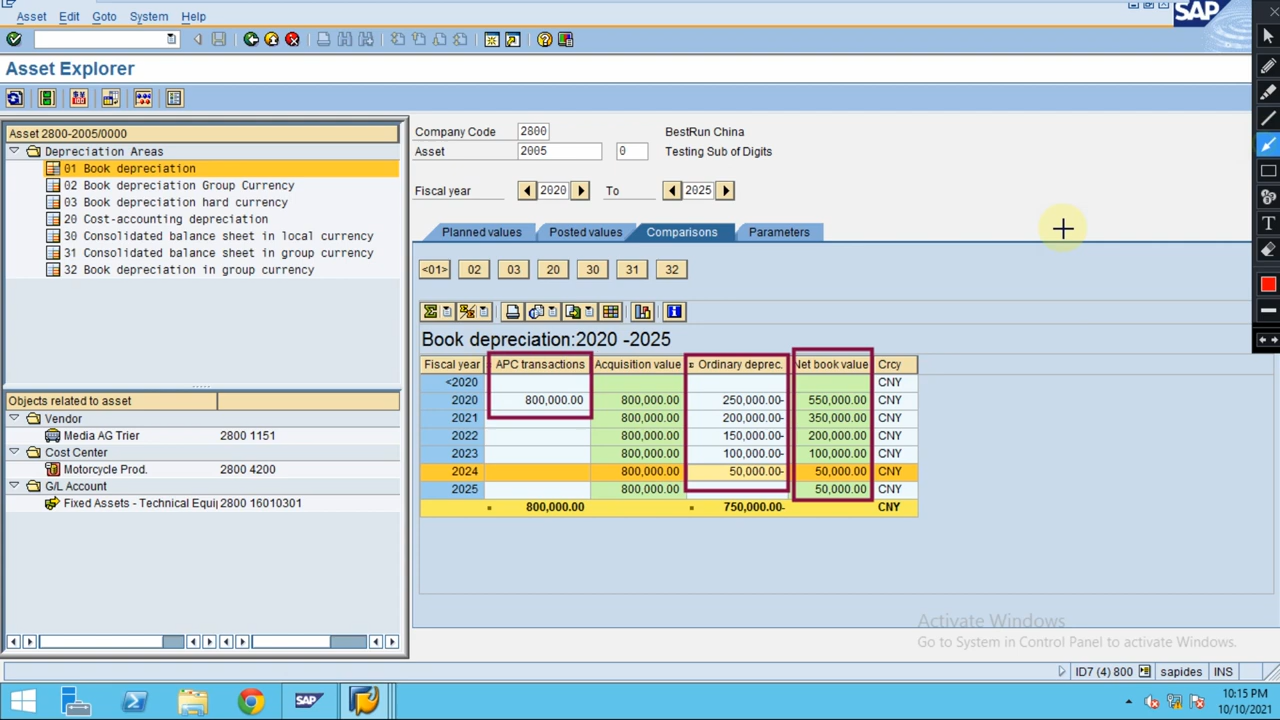 Asset Edit Goto System Help
SAP
Asset Explorer
Asset 2800-2005/0000
Depreciation Areas
01 Book depreciation
02 Book depreciation Group Currency
03 Book depreciation hard currency
20 Cost-accounting depreciation
30 Consolidated balance sheet in local currency
31 Consolidated balance sheet in group currency
32 Book depreciation in group currency
Objects related to asset
Vendor
Media AG Trier 2800 1151
Cost Center
Motorcycle Prod. 2800 4200
G/L Account
Fixed Assets - Technical Equi 2800 16010301
Company Code 2800 BestRun China
Asset 2005 0 Testing Sub of Digits
Fiscal year 2020 To 2025
Planned values Posted values Comparisons Parameters
<01> 02 03 20 30 31 32
Book depreciation:2020 -2025
Fiscal year APC transactions Acquisition value Ordinary deprec. Net book value Crcy
<2020 CNY
2020 800,000.00 800,000.00 250,000.00- 550,000.00 CNY
2021 800,000.00 200,000.00- 350,000.00 CNY
2022 800,000.00 150,000.00- 200,000.00 CNY
2023 800,000.00 100,000.00- 100,000.00 CNY
2024 800,000.00 50,000.00- 50,000.00 CNY
2025 800,000.00 50,000.00 CNY
800,000.00 750,000.00- CNY
Activate Windows
Go to System in Control Panel to activate Windows.
ID7 (4) 800 sapides INS
SAP
10:15 PM
10/10/2021